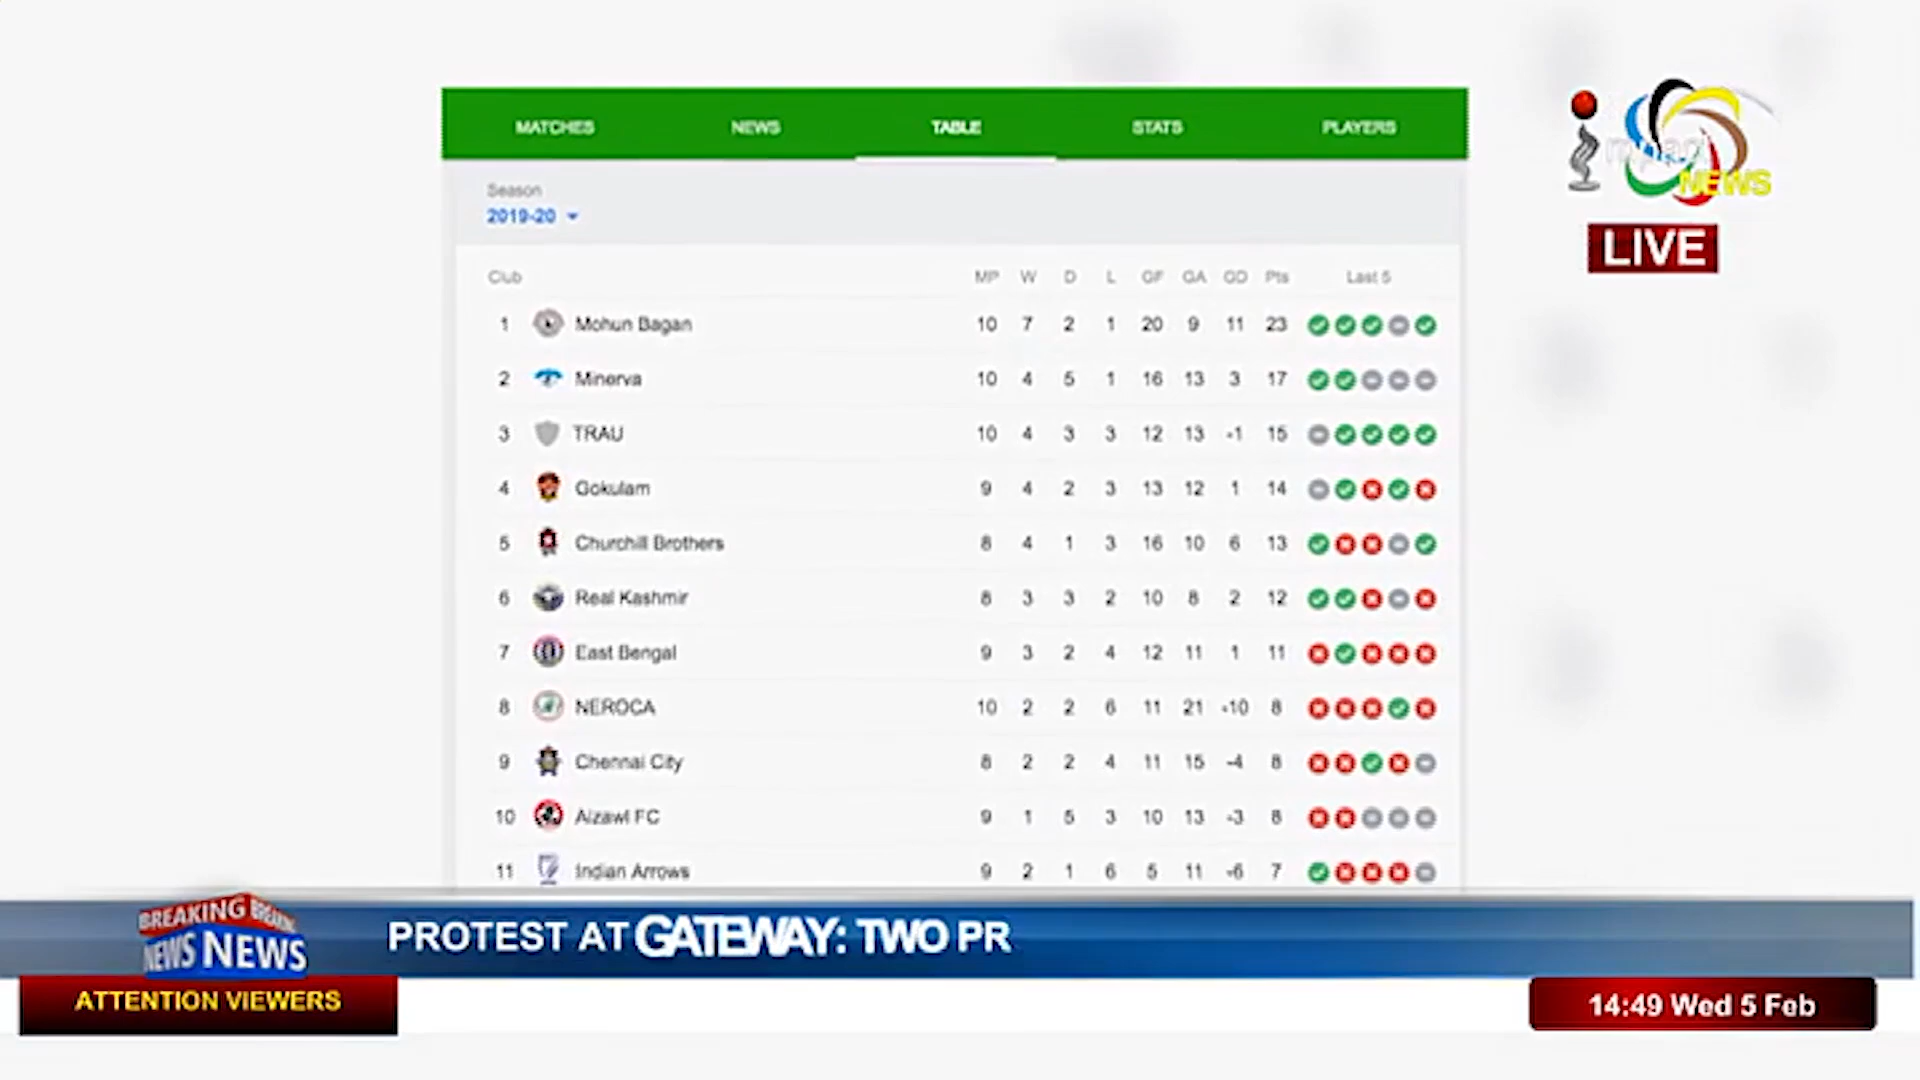 MATCHES NEWS TABLE STATS PLAYERS
Season
2019-20
Club MP W D L GF GA GD Pts Last 5
1 Mohun Bagan 10 7 2 1 20 9 11 23
2 Minerva 10 4 5 1 16 13 3 17
3 TRAU 10 4 3 3 12 13 -1 15
4 Gokulam 9 4 2 3 13 12 1 14
5 Churchill Brothers 8 4 1 3 16 10 6 13
6 Real Kashmir 8 3 3 2 10 8 2 12
7 East Bengal 9 3 2 4 12 11 1 11
8 NEROCA 10 2 2 6 11 21 -10 8
9 Chennai City 8 2 2 4 11 15 -4 8
10 Aizawl FC 9 1 5 3 10 13 -3 8
11 Indian Arrows 9 2 1 6 5 11 -6 7
impact
NEWS
LIVE
BREAKING BREAKING
NEWS NEWS
PROTEST AT GATEWAY: TWO PR
ATTENTION VIEWERS
14:49 Wed 5 Feb